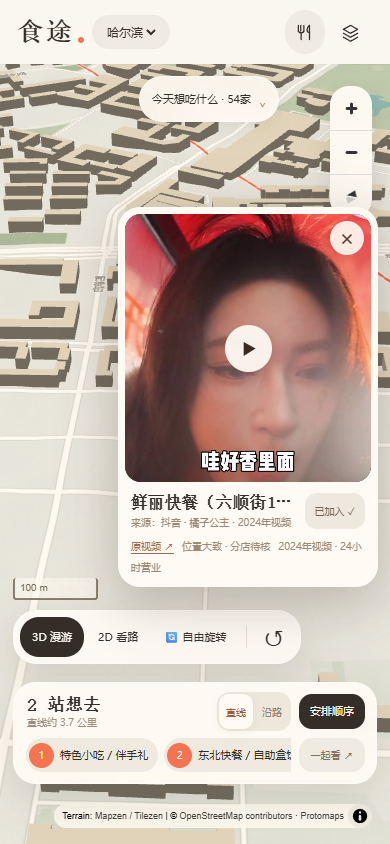 食途
哈尔滨
今天想吃什么 · 54家
哇好香里面
鲜丽快餐（六顺街1…
来源：抖音 · 橘子公主 · 2024年视频
已加入 ✓
原视频 ↗ 位置大致 · 分店待核 2024年视频 · 24小
时营业
100 m
3D 漫游
2D 看路
自由旋转
2 站想去
直线约 3.7 公里
直线
沿路
安排顺序
1 特色小吃 / 伴手礼
2 东北快餐 / 自助盒
一起看 ↗
Terrain: Mapzen / Tilezen | © OpenStreetMap contributors · Protomaps